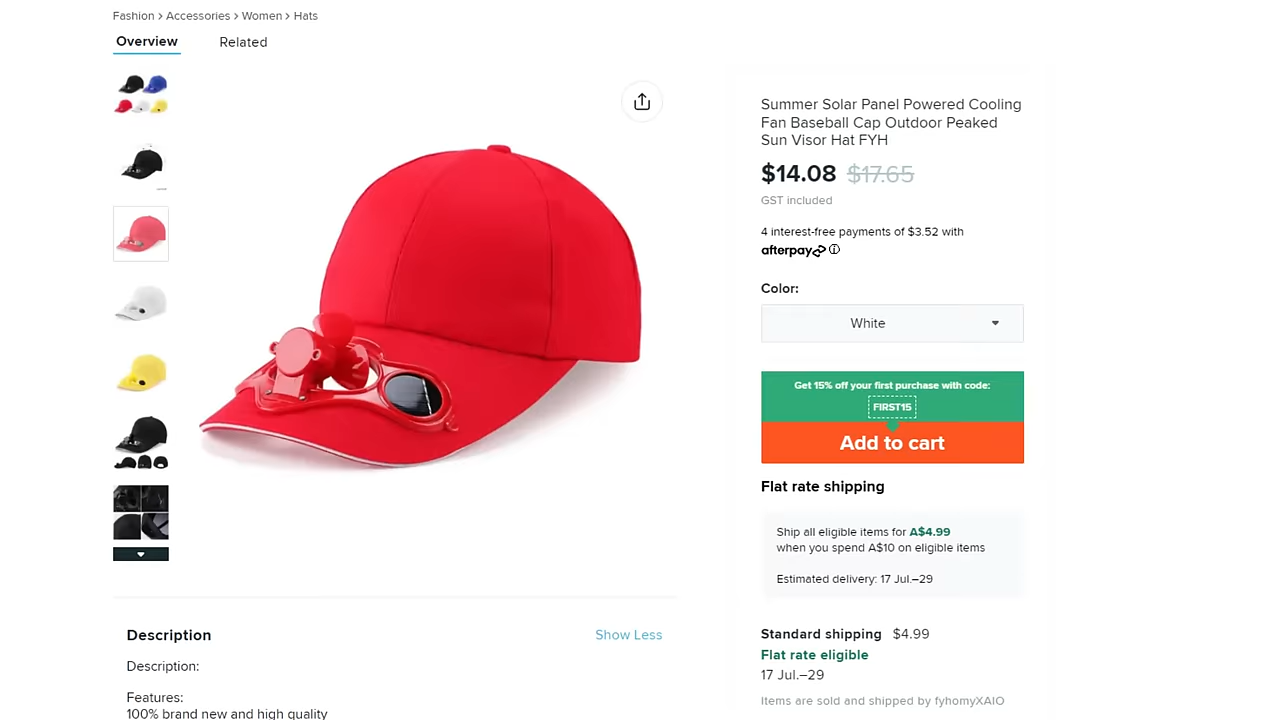 Fashion > Accessories > Women > Hats
Overview
Related
Summer Solar Panel Powered Cooling
Fan Baseball Cap Outdoor Peaked
Sun Visor Hat FYH
$14.08 $17.65
GST included
4 interest-free payments of $3.52 with
afterpay
Color:
White
Get 15% off your first purchase with code:
FIRST15
Add to cart
Flat rate shipping
Ship all eligible items for A$4.99
when you spend A$10 on eligible items
Estimated delivery: 17 Jul.–29
Standard shipping $4.99
Flat rate eligible
17 Jul.–29
Items are sold and shipped by fyhomyXAIO
Description
Show Less
Description:
Features:
100% brand new and high quality